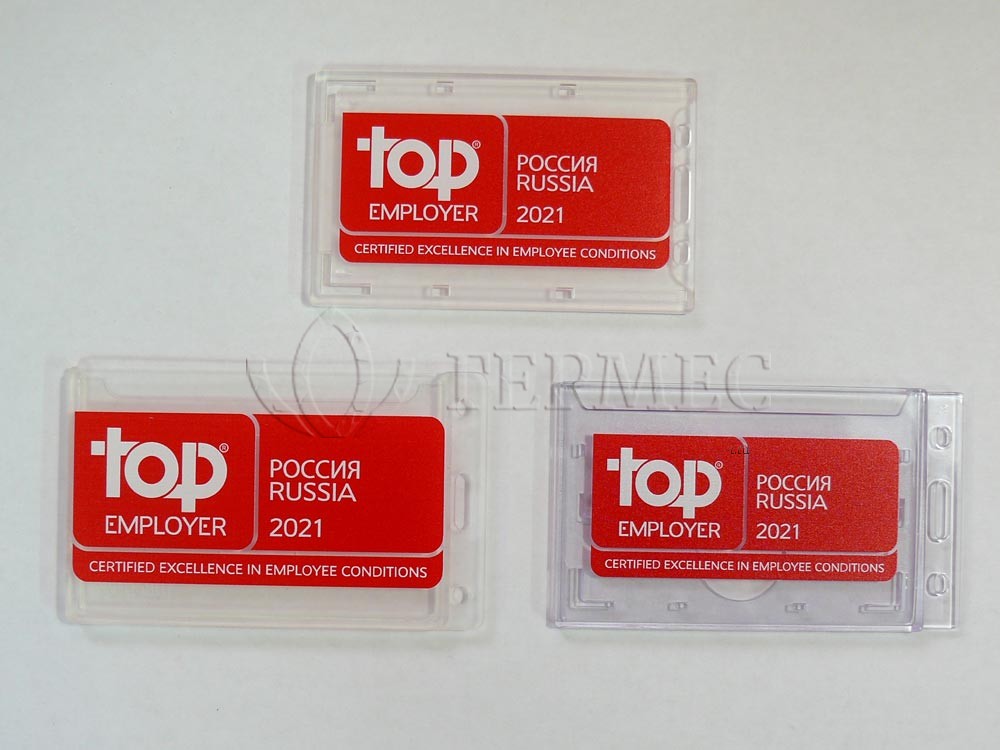 top®
EMPLOYER
РОССИЯ
RUSSIA
2021
CERTIFIED EXCELLENCE IN EMPLOYEE CONDITIONS
FERMEC
top®
EMPLOYER
РОССИЯ
RUSSIA
2021
CERTIFIED EXCELLENCE IN EMPLOYEE CONDITIONS
top®
EMPLOYER
РОССИЯ
RUSSIA
2021
CERTIFIED EXCELLENCE IN EMPLOYEE CONDITIONS